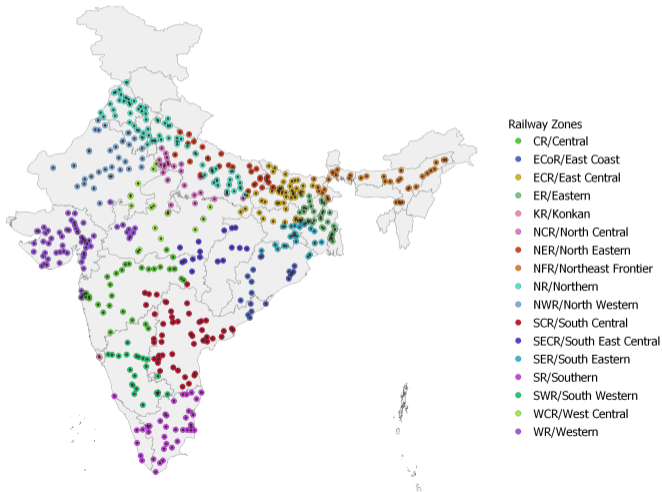 Railway Zones
CR/Central
ECoR/East Coast
ECR/East Central
ER/Eastern
KR/Konkan
NCR/North Central
NER/North Eastern
NFR/Northeast Frontier
NR/Northern
NWR/North Western
SCR/South Central
SECR/South East Central
SER/South Eastern
SR/Southern
SWR/South Western
WCR/West Central
WR/Western